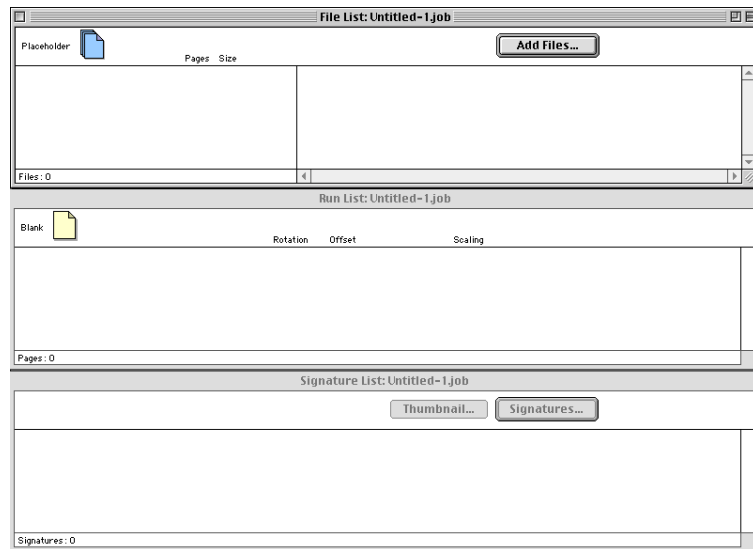 File List: Untitled-1.job
Placeholder
Add Files...
Pages Size
Files: 0
Run List: Untitled-1.job
Blank
Rotation Offset Scaling
Pages: 0
Signature List: Untitled-1.job
Thumbnail... Signatures...
Signatures: 0